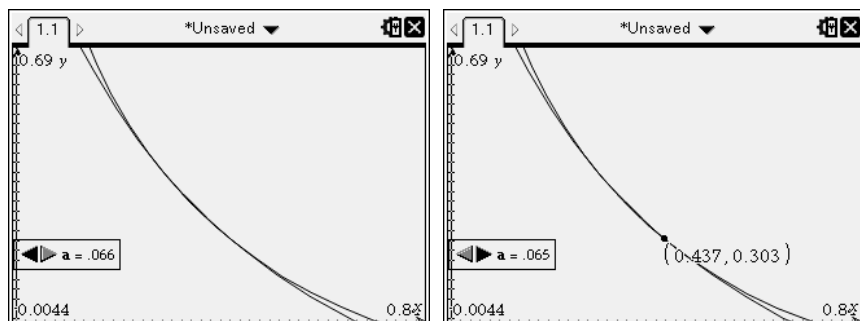 1.1 *Unsaved
0.69 y
a = .066
0.0044 0.8 x
1.1 *Unsaved
0.69 y
a = .065
(0.437, 0.303)
0.0044 0.8 x